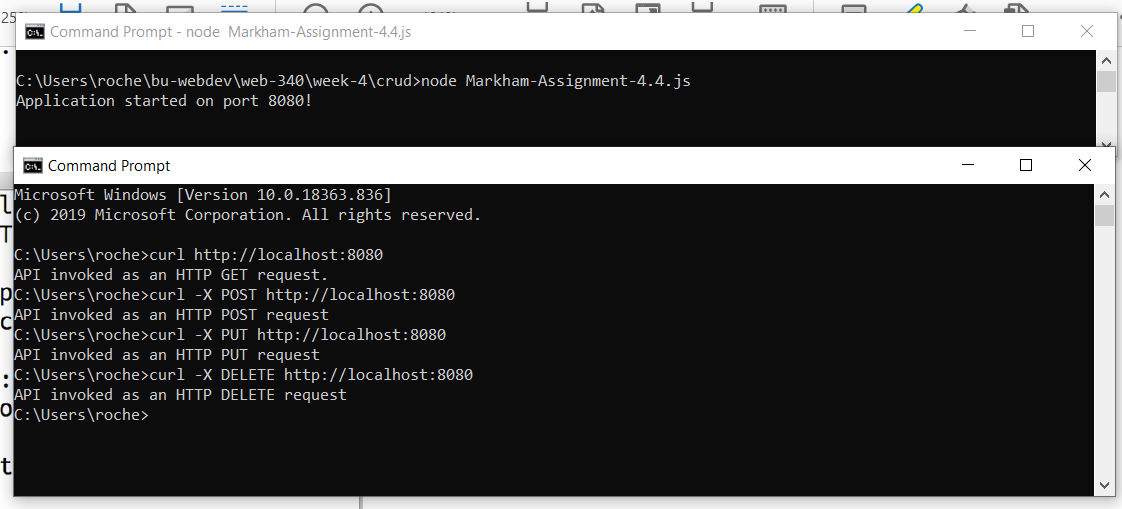 25%
Command Prompt - node  Markham-Assignment-4.4.js
C:\Users\roche\bu-webdev\web-340\week-4\crud>node Markham-Assignment-4.4.js
Application started on port 8080!
Command Prompt
Microsoft Windows [Version 10.0.18363.836]
(c) 2019 Microsoft Corporation. All rights reserved.
C:\Users\roche>curl http://localhost:8080
API invoked as an HTTP GET request.
C:\Users\roche>curl -X POST http://localhost:8080
API invoked as an HTTP POST request
C:\Users\roche>curl -X PUT http://localhost:8080
API invoked as an HTTP PUT request
C:\Users\roche>curl -X DELETE http://localhost:8080
API invoked as an HTTP DELETE request
C:\Users\roche>